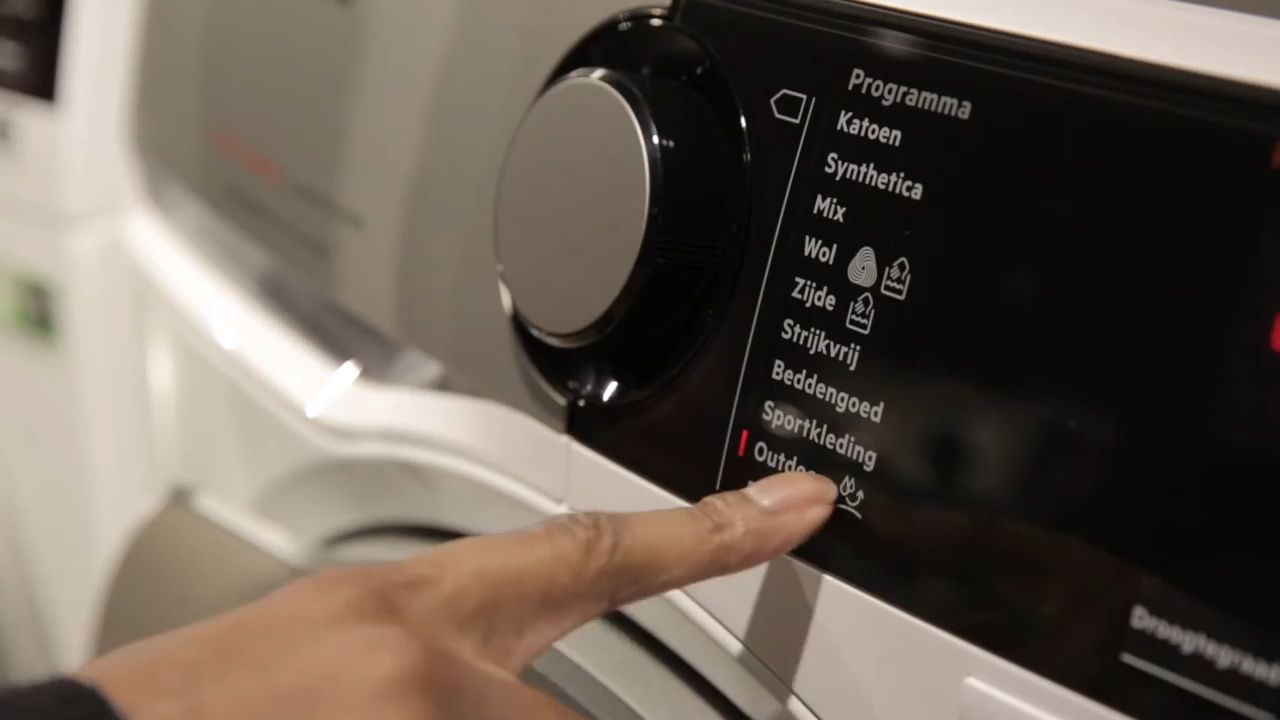 Programma
Katoen
Synthetica
Mix
Wol
Zijde
Strijkvrij
Beddengoed
Sportkleding